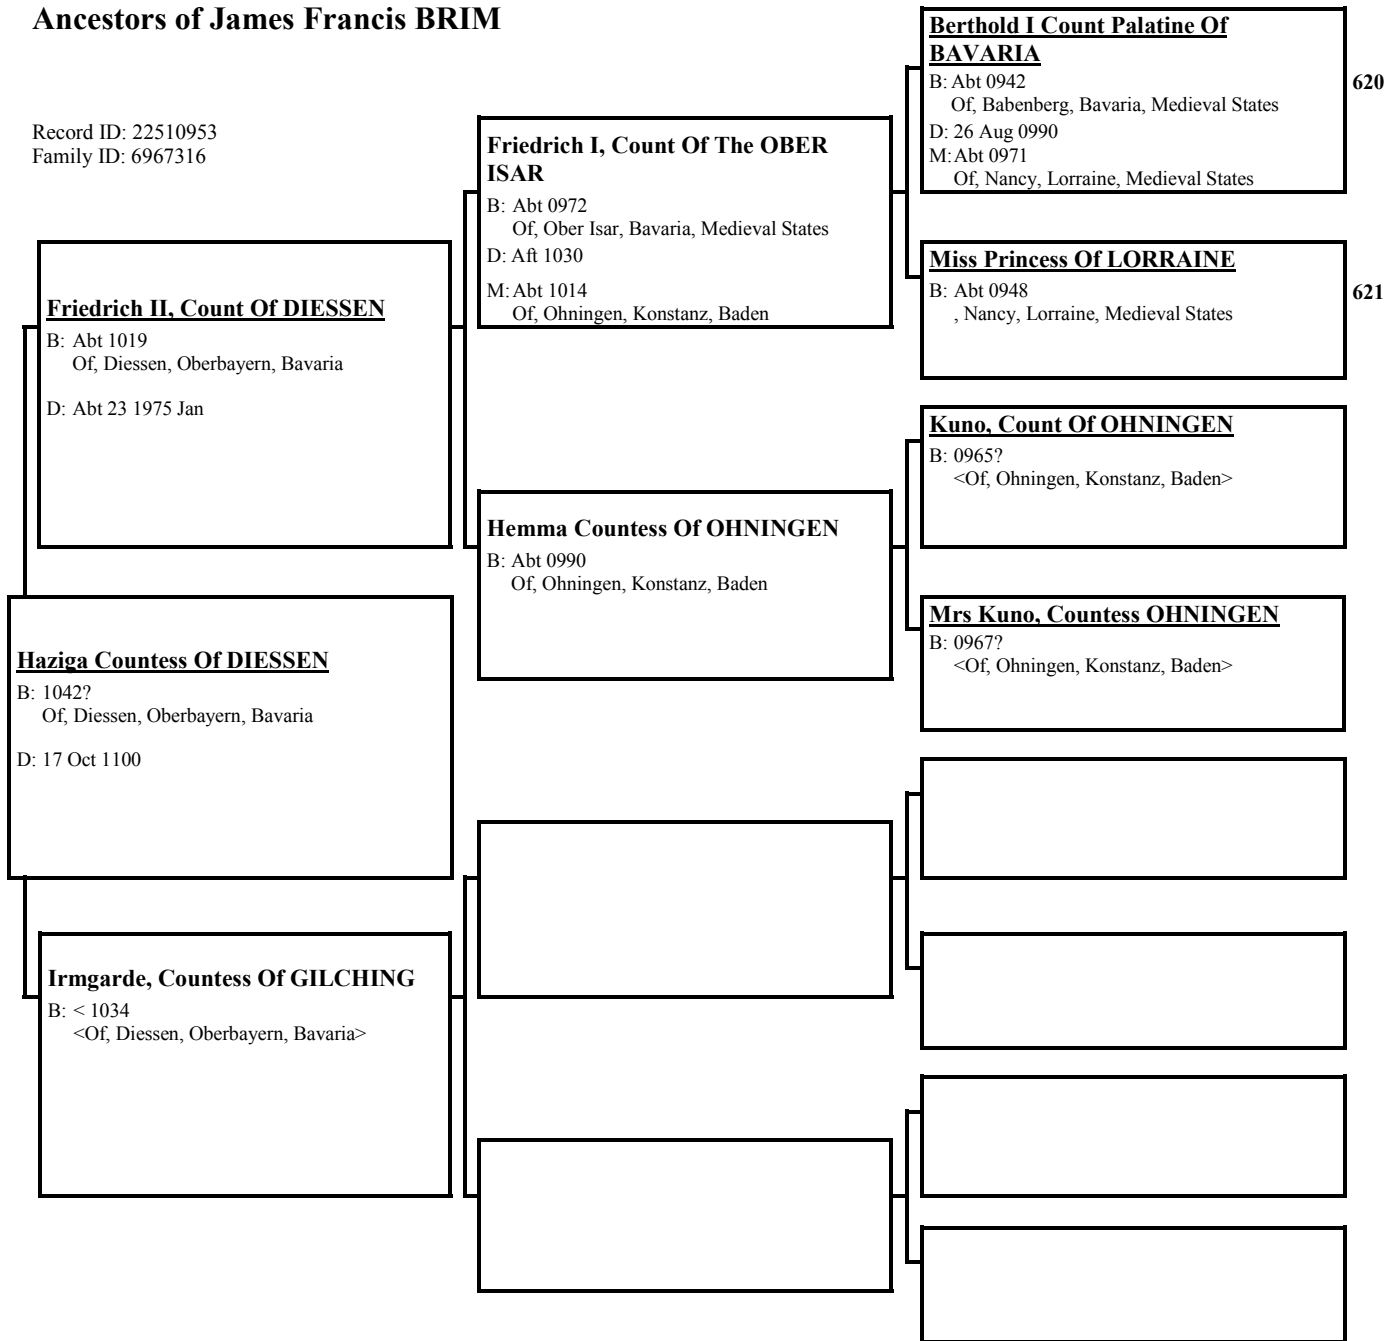 Ancestors of James Francis BRIM
Record ID: 22510953
Family ID: 6967316
Haziga Countess Of DIESSEN
B: 1042?
Of, Diessen, Oberbayern, Bavaria
D: 17 Oct 1100
Friedrich II, Count Of DIESSEN
B: Abt 1019
Of, Diessen, Oberbayern, Bavaria
D: Abt 23 1975 Jan
Irmgarde, Countess Of GILCHING
B: < 1034
<Of, Diessen, Oberbayern, Bavaria>
Friedrich I, Count Of The OBER
ISAR
B: Abt 0972
Of, Ober Isar, Bavaria, Medieval States
D: Aft 1030
M: Abt 1014
Of, Ohningen, Konstanz, Baden
Hemma Countess Of OHNINGEN
B: Abt 0990
Of, Ohningen, Konstanz, Baden
Berthold I Count Palatine Of
BAVARIA
B: Abt 0942
Of, Babenberg, Bavaria, Medieval States
D: 26 Aug 0990
M: Abt 0971
Of, Nancy, Lorraine, Medieval States
620
Miss Princess Of LORRAINE
B: Abt 0948
, Nancy, Lorraine, Medieval States
621
Kuno, Count Of OHNINGEN
B: 0965?
<Of, Ohningen, Konstanz, Baden>
Mrs Kuno, Countess OHNINGEN
B: 0967?
<Of, Ohningen, Konstanz, Baden>